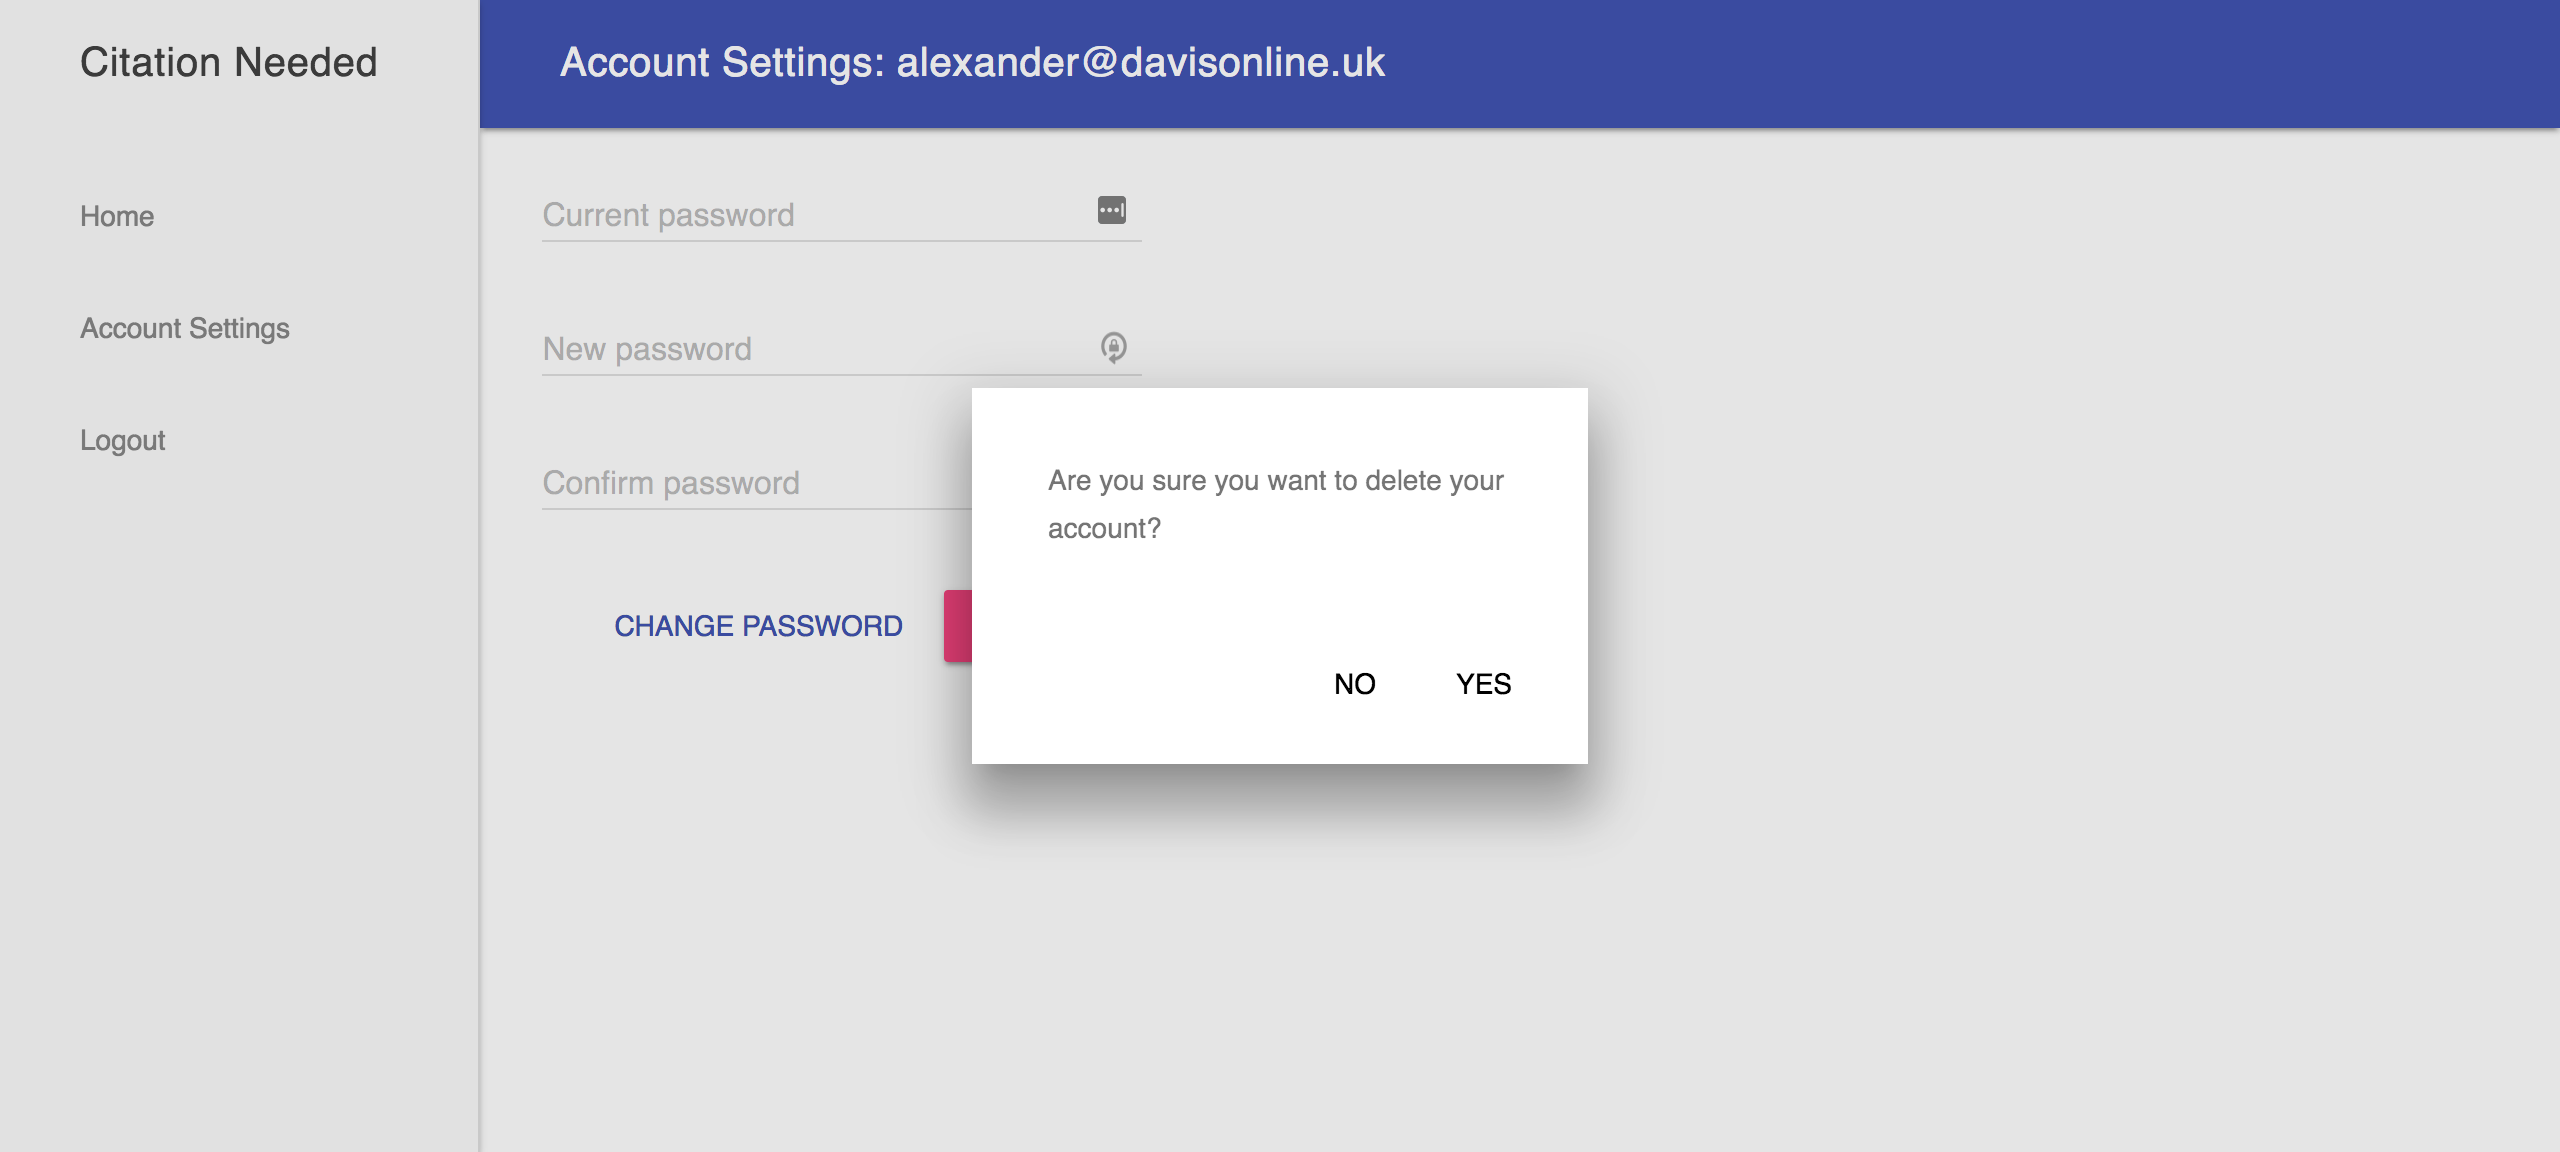 Citation Needed
Account Settings: alexander@davisonline.uk
Home
Account Settings
Logout
Current password
New password
Confirm password
CHANGE PASSWORD
Are you sure you want to delete your
account?
NO
YES